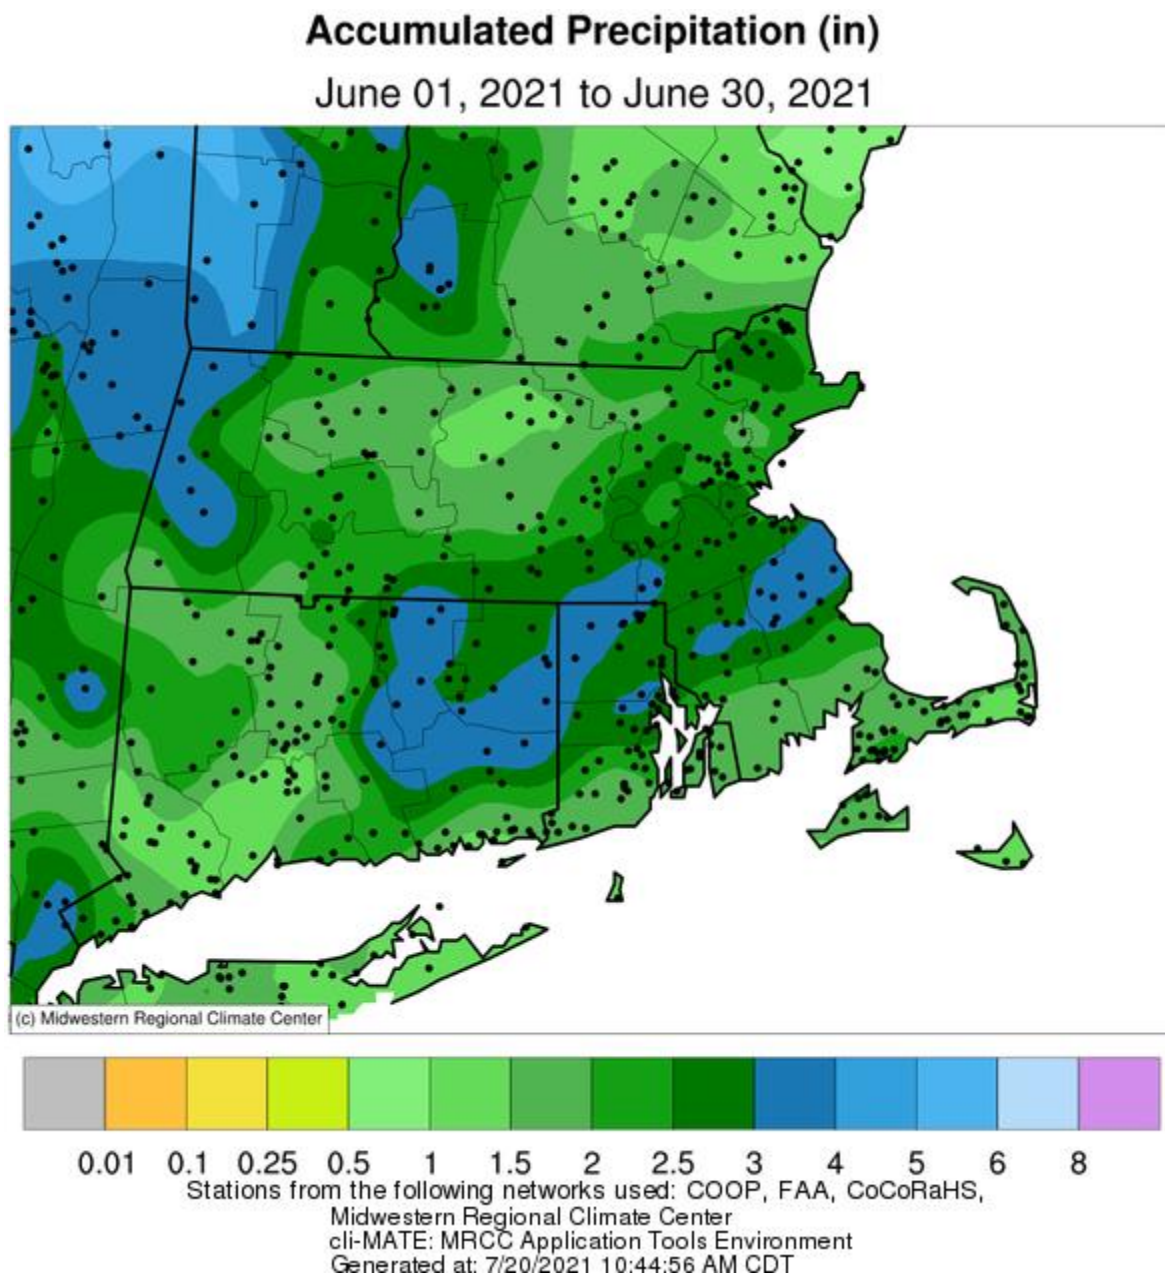 Accumulated Precipitation (in)
June 01, 2021 to June 30, 2021
(c) Midwestern Regional Climate Center
0.01 0.1 0.25 0.5 1 1.5 2 2.5 3 4 5 6 8
Stations from the following networks used: COOP, FAA, CoCoRaHS,
Midwestern Regional Climate Center
cli-MATE: MRCC Application Tools Environment
Generated at: 7/20/2021 10:44:56 AM CDT